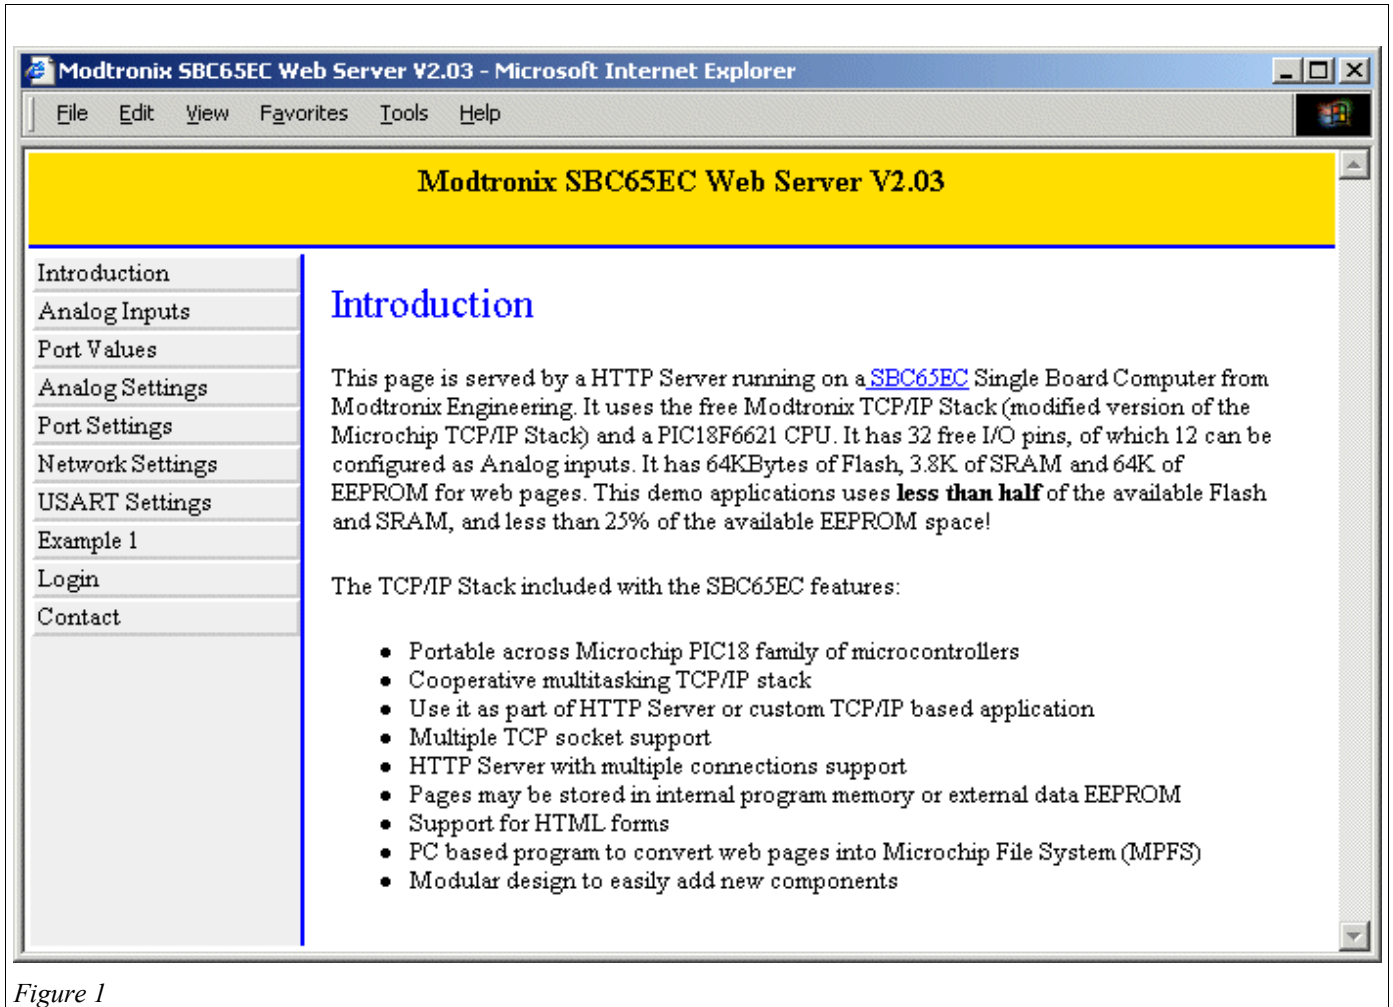 Modtronix SBC65EC Web Server V2.03 - Microsoft Internet Explorer
File Edit View Favorites Tools Help
Modtronix SBC65EC Web Server V2.03
Introduction
Analog Inputs
Port Values
Analog Settings
Port Settings
Network Settings
USART Settings
Example 1
Login
Contact
Introduction
This page is served by a HTTP Server running on a SBC65EC Single Board Computer from
Modtronix Engineering. It uses the free Modtronix TCP/IP Stack (modified version of the
Microchip TCP/IP Stack) and a PIC18F6621 CPU. It has 32 free I/O pins, of which 12 can be
configured as Analog inputs. It has 64KBytes of Flash, 3.8K of SRAM and 64K of
EEPROM for web pages. This demo applications uses less than half of the available Flash
and SRAM, and less than 25% of the available EEPROM space!
The TCP/IP Stack included with the SBC65EC features:
• Portable across Microchip PIC18 family of microcontrollers
• Cooperative multitasking TCP/IP stack
• Use it as part of HTTP Server or custom TCP/IP based application
• Multiple TCP socket support
• HTTP Server with multiple connections support
• Pages may be stored in internal program memory or external data EEPROM
• Support for HTML forms
• PC based program to convert web pages into Microchip File System (MPFS)
• Modular design to easily add new components
Figure 1